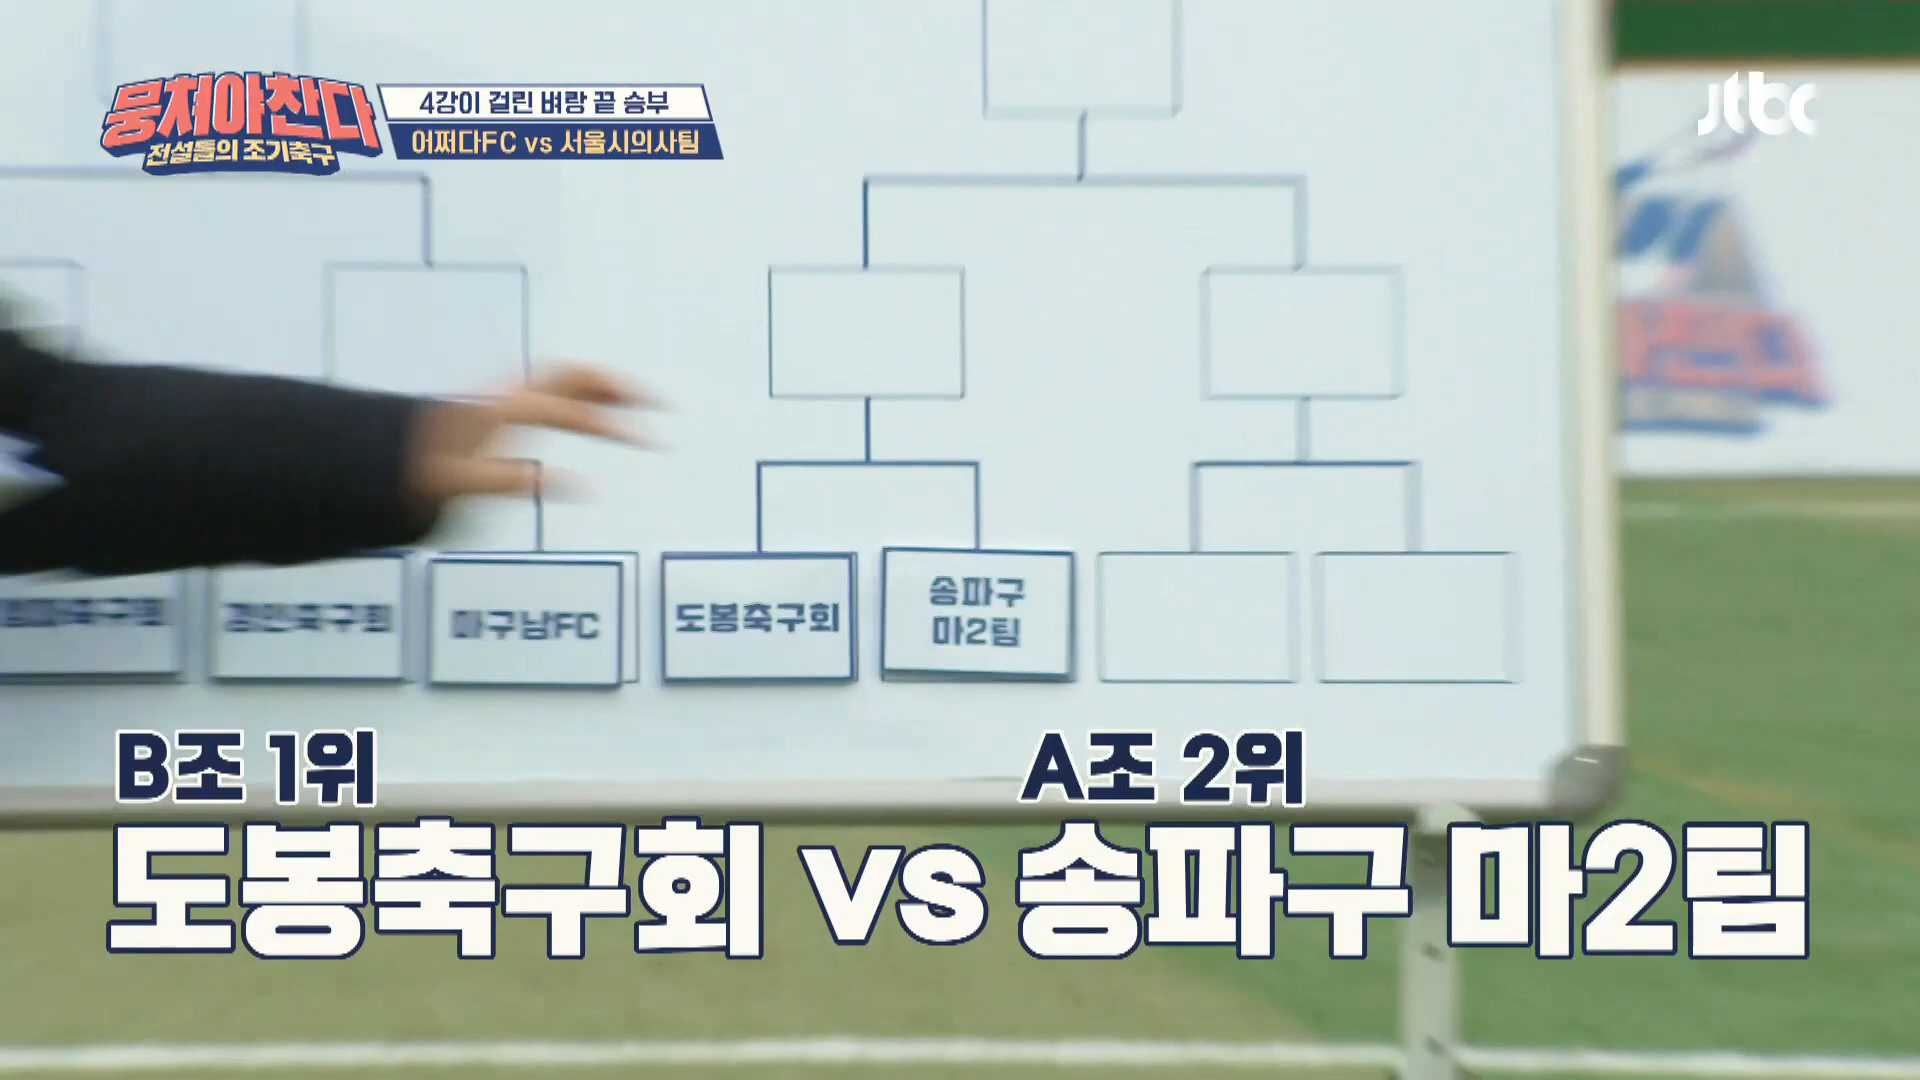 뭉쳐야찬다
전설들의 조기축구
4강이 걸린 벼랑 끝 승부
어쩌다FC vs 서울시의사팀
jtbc
경인축구회
마구남FC
도봉축구회
송파구
마2팀
B조 1위
A조 2위
도봉축구회 vs 송파구 마2팀